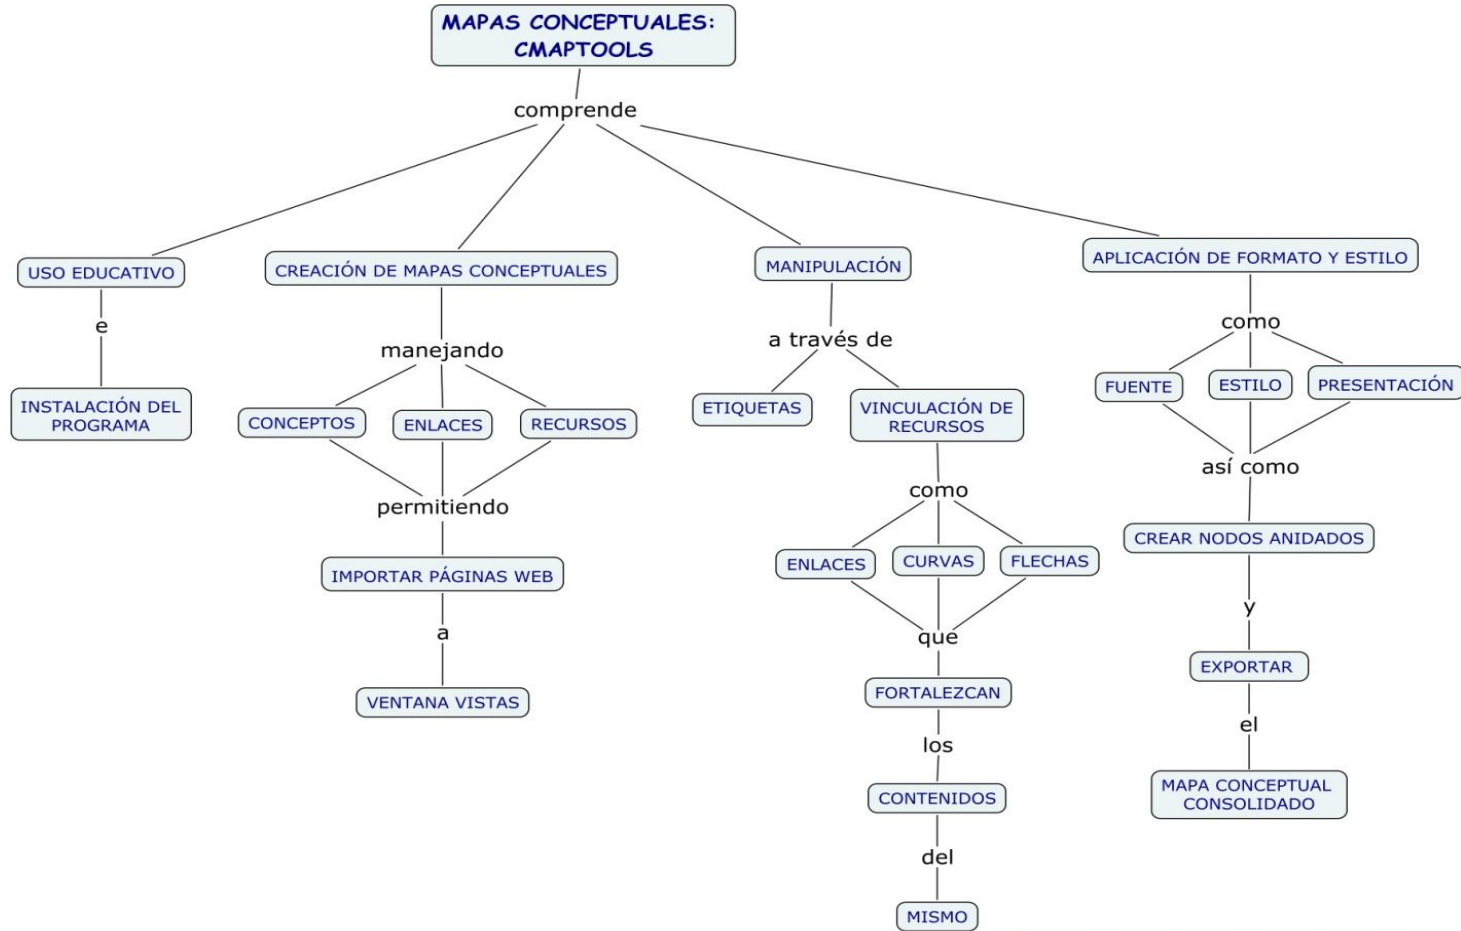 MAPAS CONCEPTUALES:
CMAPTOOLS
comprende
USO EDUCATIVO
e
INSTALACIÓN DEL
PROGRAMA
CREACIÓN DE MAPAS CONCEPTUALES
manejando
CONCEPTOS
ENLACES
RECURSOS
permitiendo
IMPORTAR PÁGINAS WEB
a
VENTANA VISTAS
MANIPULACIÓN
a través de
ETIQUETAS
VINCULACIÓN DE
RECURSOS
como
ENLACES
CURVAS
FLECHAS
que
FORTALEZCAN
los
CONTENIDOS
del
MISMO
APLICACIÓN DE FORMATO Y ESTILO
como
FUENTE
ESTILO
PRESENTACIÓN
así como
CREAR NODOS ANIDADOS
y
EXPORTAR
el
MAPA CONCEPTUAL
CONSOLIDADO